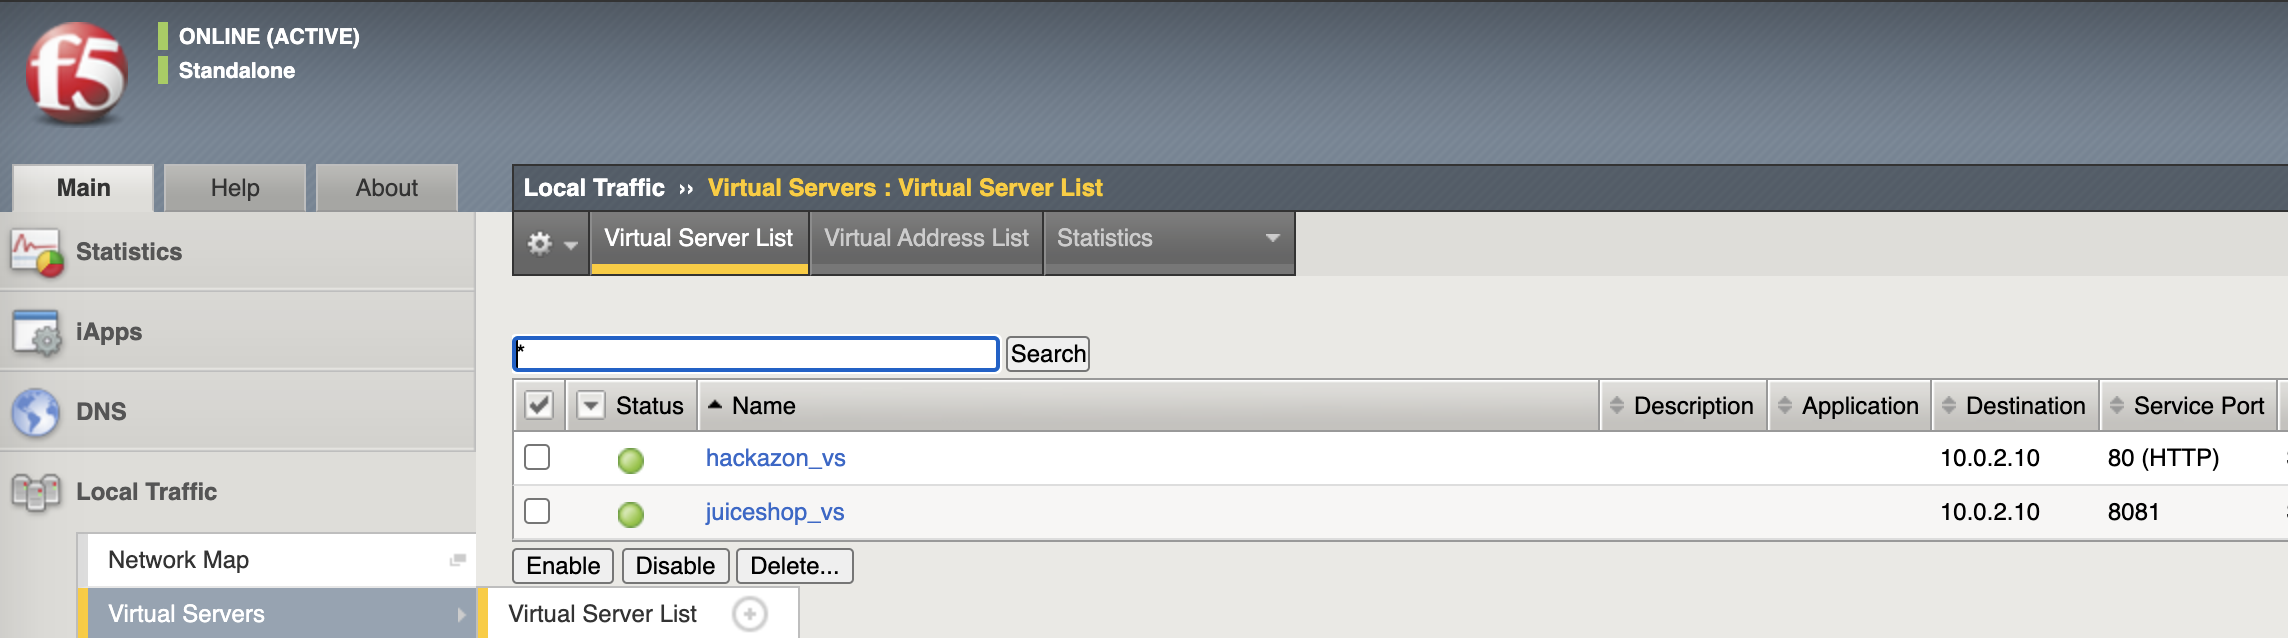 f5
ONLINE (ACTIVE)
Standalone
Main
Help
About
Local Traffic ›› Virtual Servers : Virtual Server List
Virtual Server List
Virtual Address List
Statistics
Statistics
iApps
DNS
Local Traffic
Network Map
Virtual Servers
Virtual Server List
*
Search
Status Name Description Application Destination Service Port
hackazon_vs 10.0.2.10 80 (HTTP)
juiceshop_vs 10.0.2.10 8081
Enable Disable Delete...